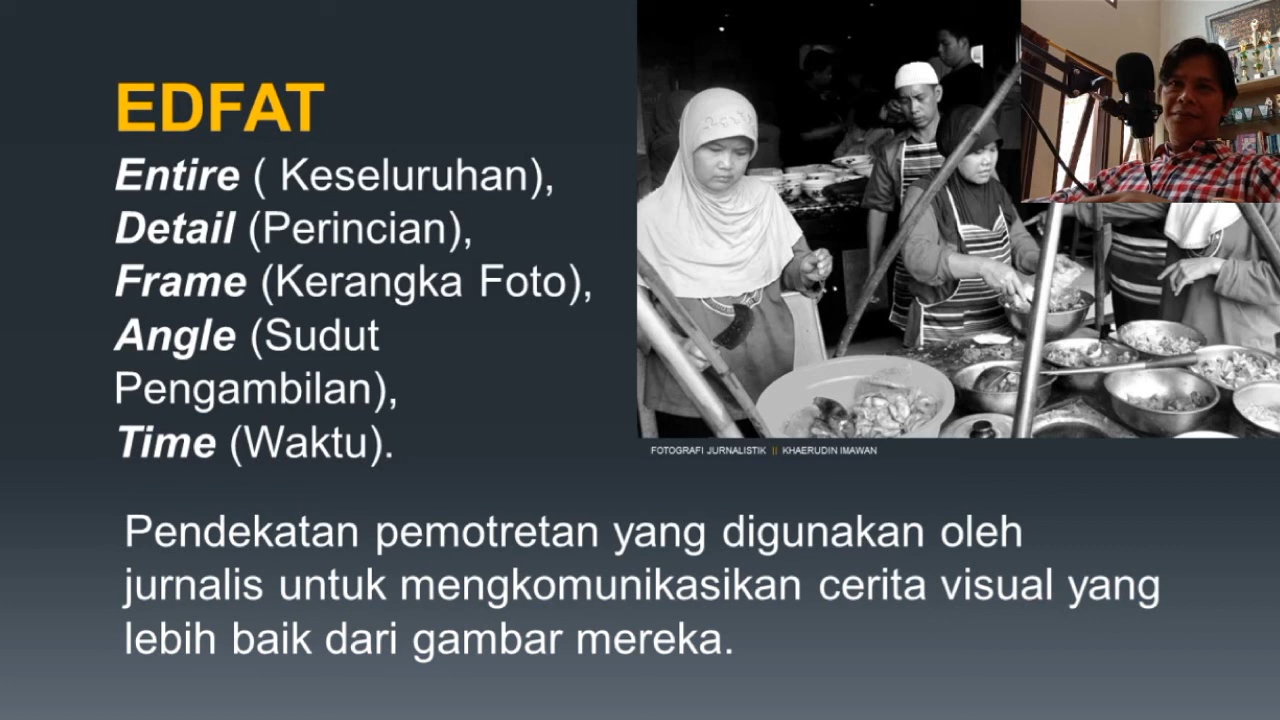 EDFAT
Entire ( Keseluruhan),
Detail (Perincian),
Frame (Kerangka Foto),
Angle (Sudut
Pengambilan),
Time (Waktu).
FOTOGRAFI JURNALISTIK || KHAERUDIN IMAWAN
Pendekatan pemotretan yang digunakan oleh
jurnalis untuk mengkomunikasikan cerita visual yang
lebih baik dari gambar mereka.